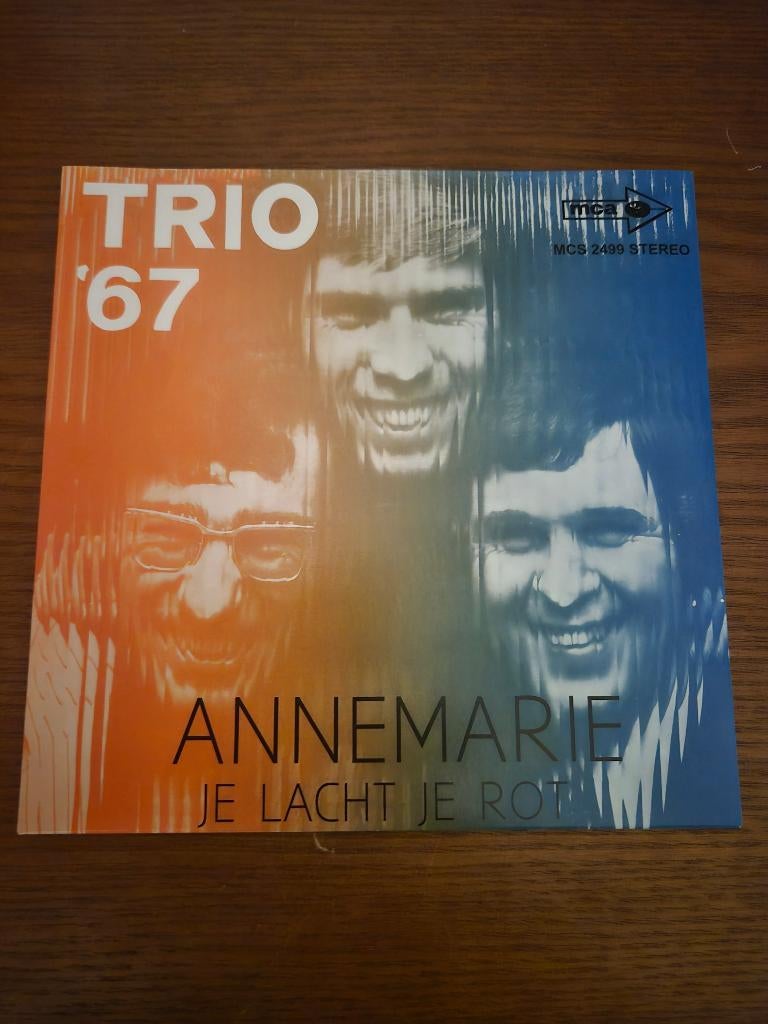 TRIO
'67
mca
MCS 2499 STEREO
ANNEMARIE
JE LACHT JE ROT